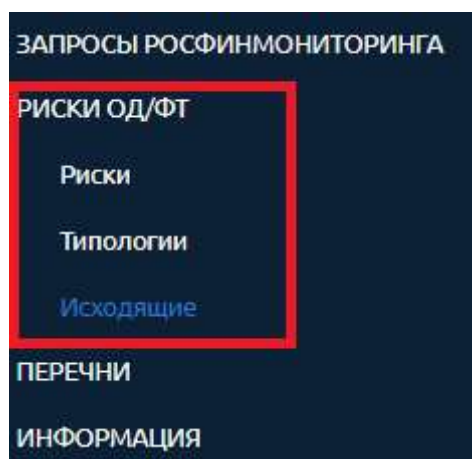 ЗАПРОСЫ РОСФИНМОНИТОРИНГА
РИСКИ ОД/ФТ
Риски
Типологии
Исходящие
ПЕРЕЧНИ
ИНФОРМАЦИЯ